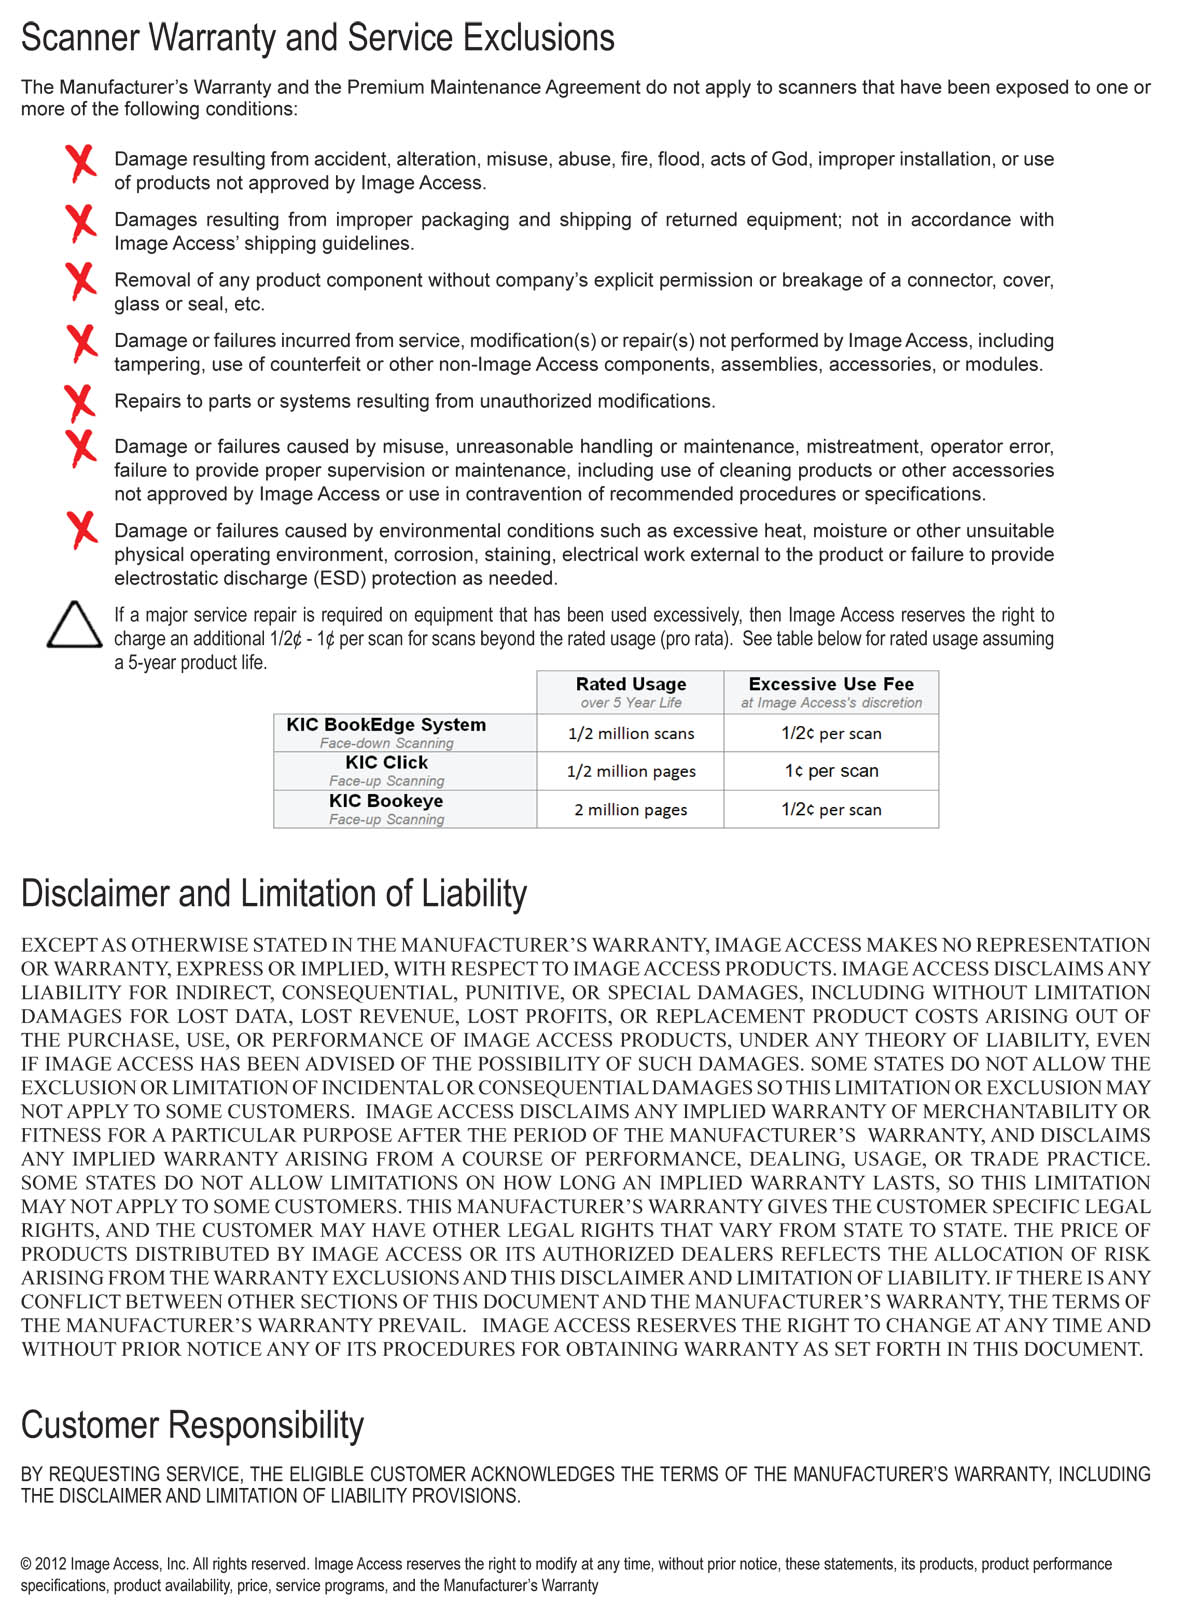 Scanner Warranty and Service Exclusions
The Manufacturer’s Warranty and the Premium Maintenance Agreement do not apply to scanners that have been exposed to one or
more of the following conditions:
Damage resulting from accident, alteration, misuse, abuse, fire, flood, acts of God, improper installation, or use
of products not approved by Image Access.
Damages resulting from improper packaging and shipping of returned equipment; not in accordance with
Image Access’ shipping guidelines.
Removal of any product component without company’s explicit permission or breakage of a connector, cover,
glass or seal, etc.
Damage or failures incurred from service, modification(s) or repair(s) not performed by Image Access, including
tampering, use of counterfeit or other non-Image Access components, assemblies, accessories, or modules.
Repairs to parts or systems resulting from unauthorized modifications.
Damage or failures caused by misuse, unreasonable handling or maintenance, mistreatment, operator error,
failure to provide proper supervision or maintenance, including use of cleaning products or other accessories
not approved by Image Access or use in contravention of recommended procedures or specifications.
Damage or failures caused by environmental conditions such as excessive heat, moisture or other unsuitable
physical operating environment, corrosion, staining, electrical work external to the product or failure to provide
electrostatic discharge (ESD) protection as needed.
If a major service repair is required on equipment that has been used excessively, then Image Access reserves the right to
charge an additional 1/2¢ - 1¢ per scan for scans beyond the rated usage (pro rata).  See table below for rated usage assuming
a 5-year product life.
Rated Usage Excessive Use Fee
over 5 Year Life at Image Access's discretion
KIC BookEdge System
Face-down Scanning
1/2 million scans 1/2¢ per scan
KIC Click
Face-up Scanning
1/2 million pages 1¢ per scan
KIC Bookeye
Face-up Scanning
2 million pages 1/2¢ per scan
Disclaimer and Limitation of Liability
EXCEPT AS OTHERWISE STATED IN THE MANUFACTURER’S WARRANTY, IMAGE ACCESS MAKES NO REPRESENTATION
OR WARRANTY, EXPRESS OR IMPLIED, WITH RESPECT TO IMAGE ACCESS PRODUCTS. IMAGE ACCESS DISCLAIMS ANY
LIABILITY FOR INDIRECT, CONSEQUENTIAL, PUNITIVE, OR SPECIAL DAMAGES, INCLUDING WITHOUT LIMITATION
DAMAGES FOR LOST DATA, LOST REVENUE, LOST PROFITS, OR REPLACEMENT PRODUCT COSTS ARISING OUT OF
THE PURCHASE, USE, OR PERFORMANCE OF IMAGE ACCESS PRODUCTS, UNDER ANY THEORY OF LIABILITY, EVEN
IF IMAGE ACCESS HAS BEEN ADVISED OF THE POSSIBILITY OF SUCH DAMAGES. SOME STATES DO NOT ALLOW THE
EXCLUSION OR LIMITATION OF INCIDENTAL OR CONSEQUENTIAL DAMAGES SO THIS LIMITATION OR EXCLUSION MAY
NOT APPLY TO SOME CUSTOMERS.  IMAGE ACCESS DISCLAIMS ANY IMPLIED WARRANTY OF MERCHANTABILITY OR
FITNESS FOR A PARTICULAR PURPOSE AFTER THE PERIOD OF THE MANUFACTURER’S  WARRANTY, AND DISCLAIMS
ANY IMPLIED WARRANTY ARISING FROM A COURSE OF PERFORMANCE, DEALING, USAGE, OR TRADE PRACTICE.
SOME STATES DO NOT ALLOW LIMITATIONS ON HOW LONG AN IMPLIED WARRANTY LASTS, SO THIS LIMITATION
MAY NOT APPLY TO SOME CUSTOMERS. THIS MANUFACTURER’S WARRANTY GIVES THE CUSTOMER SPECIFIC LEGAL
RIGHTS, AND THE CUSTOMER MAY HAVE OTHER LEGAL RIGHTS THAT VARY FROM STATE TO STATE. THE PRICE OF
PRODUCTS DISTRIBUTED BY IMAGE ACCESS OR ITS AUTHORIZED DEALERS REFLECTS THE ALLOCATION OF RISK
ARISING FROM THE WARRANTY EXCLUSIONS AND THIS DISCLAIMER AND LIMITATION OF LIABILITY. IF THERE IS ANY
CONFLICT BETWEEN OTHER SECTIONS OF THIS DOCUMENT AND THE MANUFACTURER’S WARRANTY, THE TERMS OF
THE MANUFACTURER’S WARRANTY PREVAIL.   IMAGE ACCESS RESERVES THE RIGHT TO CHANGE AT ANY TIME AND
WITHOUT PRIOR NOTICE ANY OF ITS PROCEDURES FOR OBTAINING WARRANTY AS SET FORTH IN THIS DOCUMENT.
Customer Responsibility
BY REQUESTING SERVICE, THE ELIGIBLE CUSTOMER ACKNOWLEDGES THE TERMS OF THE MANUFACTURER’S WARRANTY, INCLUDING
THE DISCLAIMER AND LIMITATION OF LIABILITY PROVISIONS.
© 2012 Image Access, Inc. All rights reserved. Image Access reserves the right to modify at any time, without prior notice, these statements, its products, product performance
specifications, product availability, price, service programs, and the Manufacturer’s Warranty